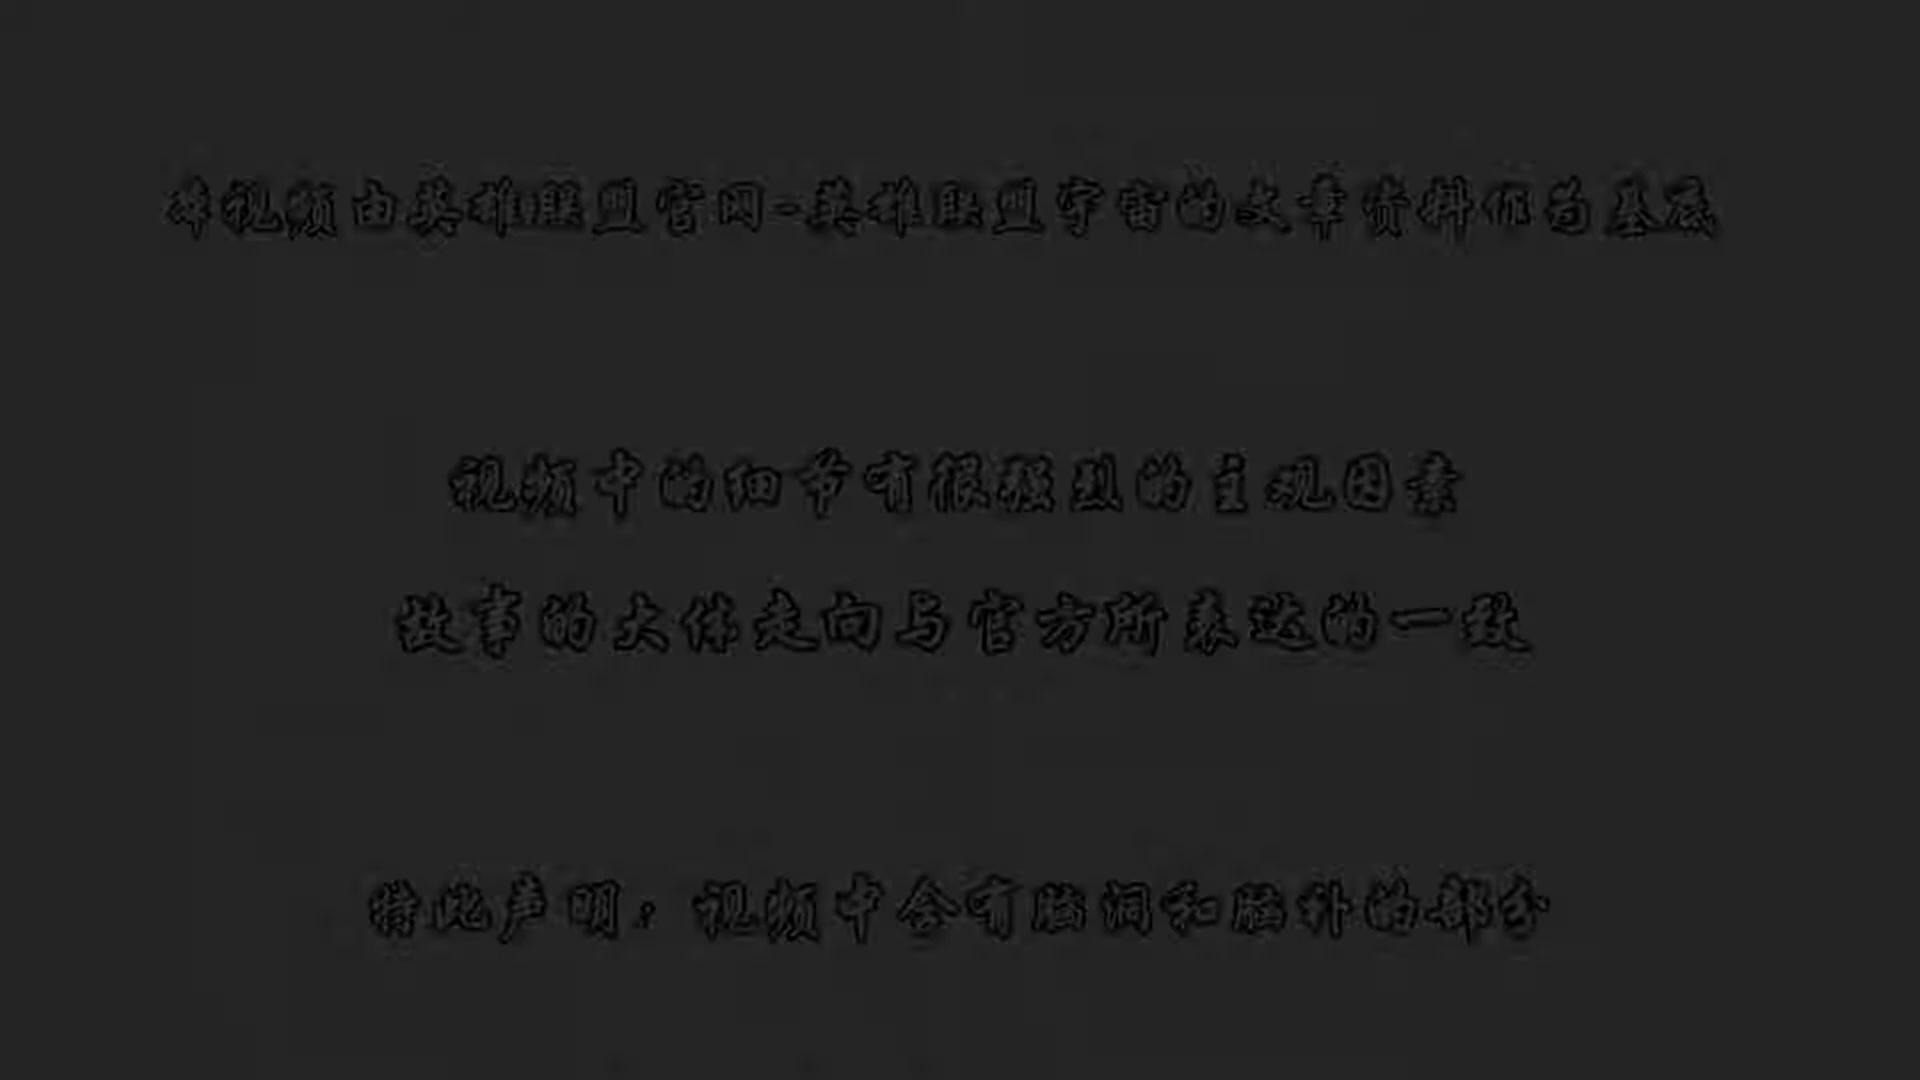 本视频由英雄联盟官网-英雄联盟宇宙的文章资料作为基底
视频中的细节有很强烈的主观因素
故事的大体走向与官方所表达的一致
特此声明：视频中含有脑洞和脑补的部分